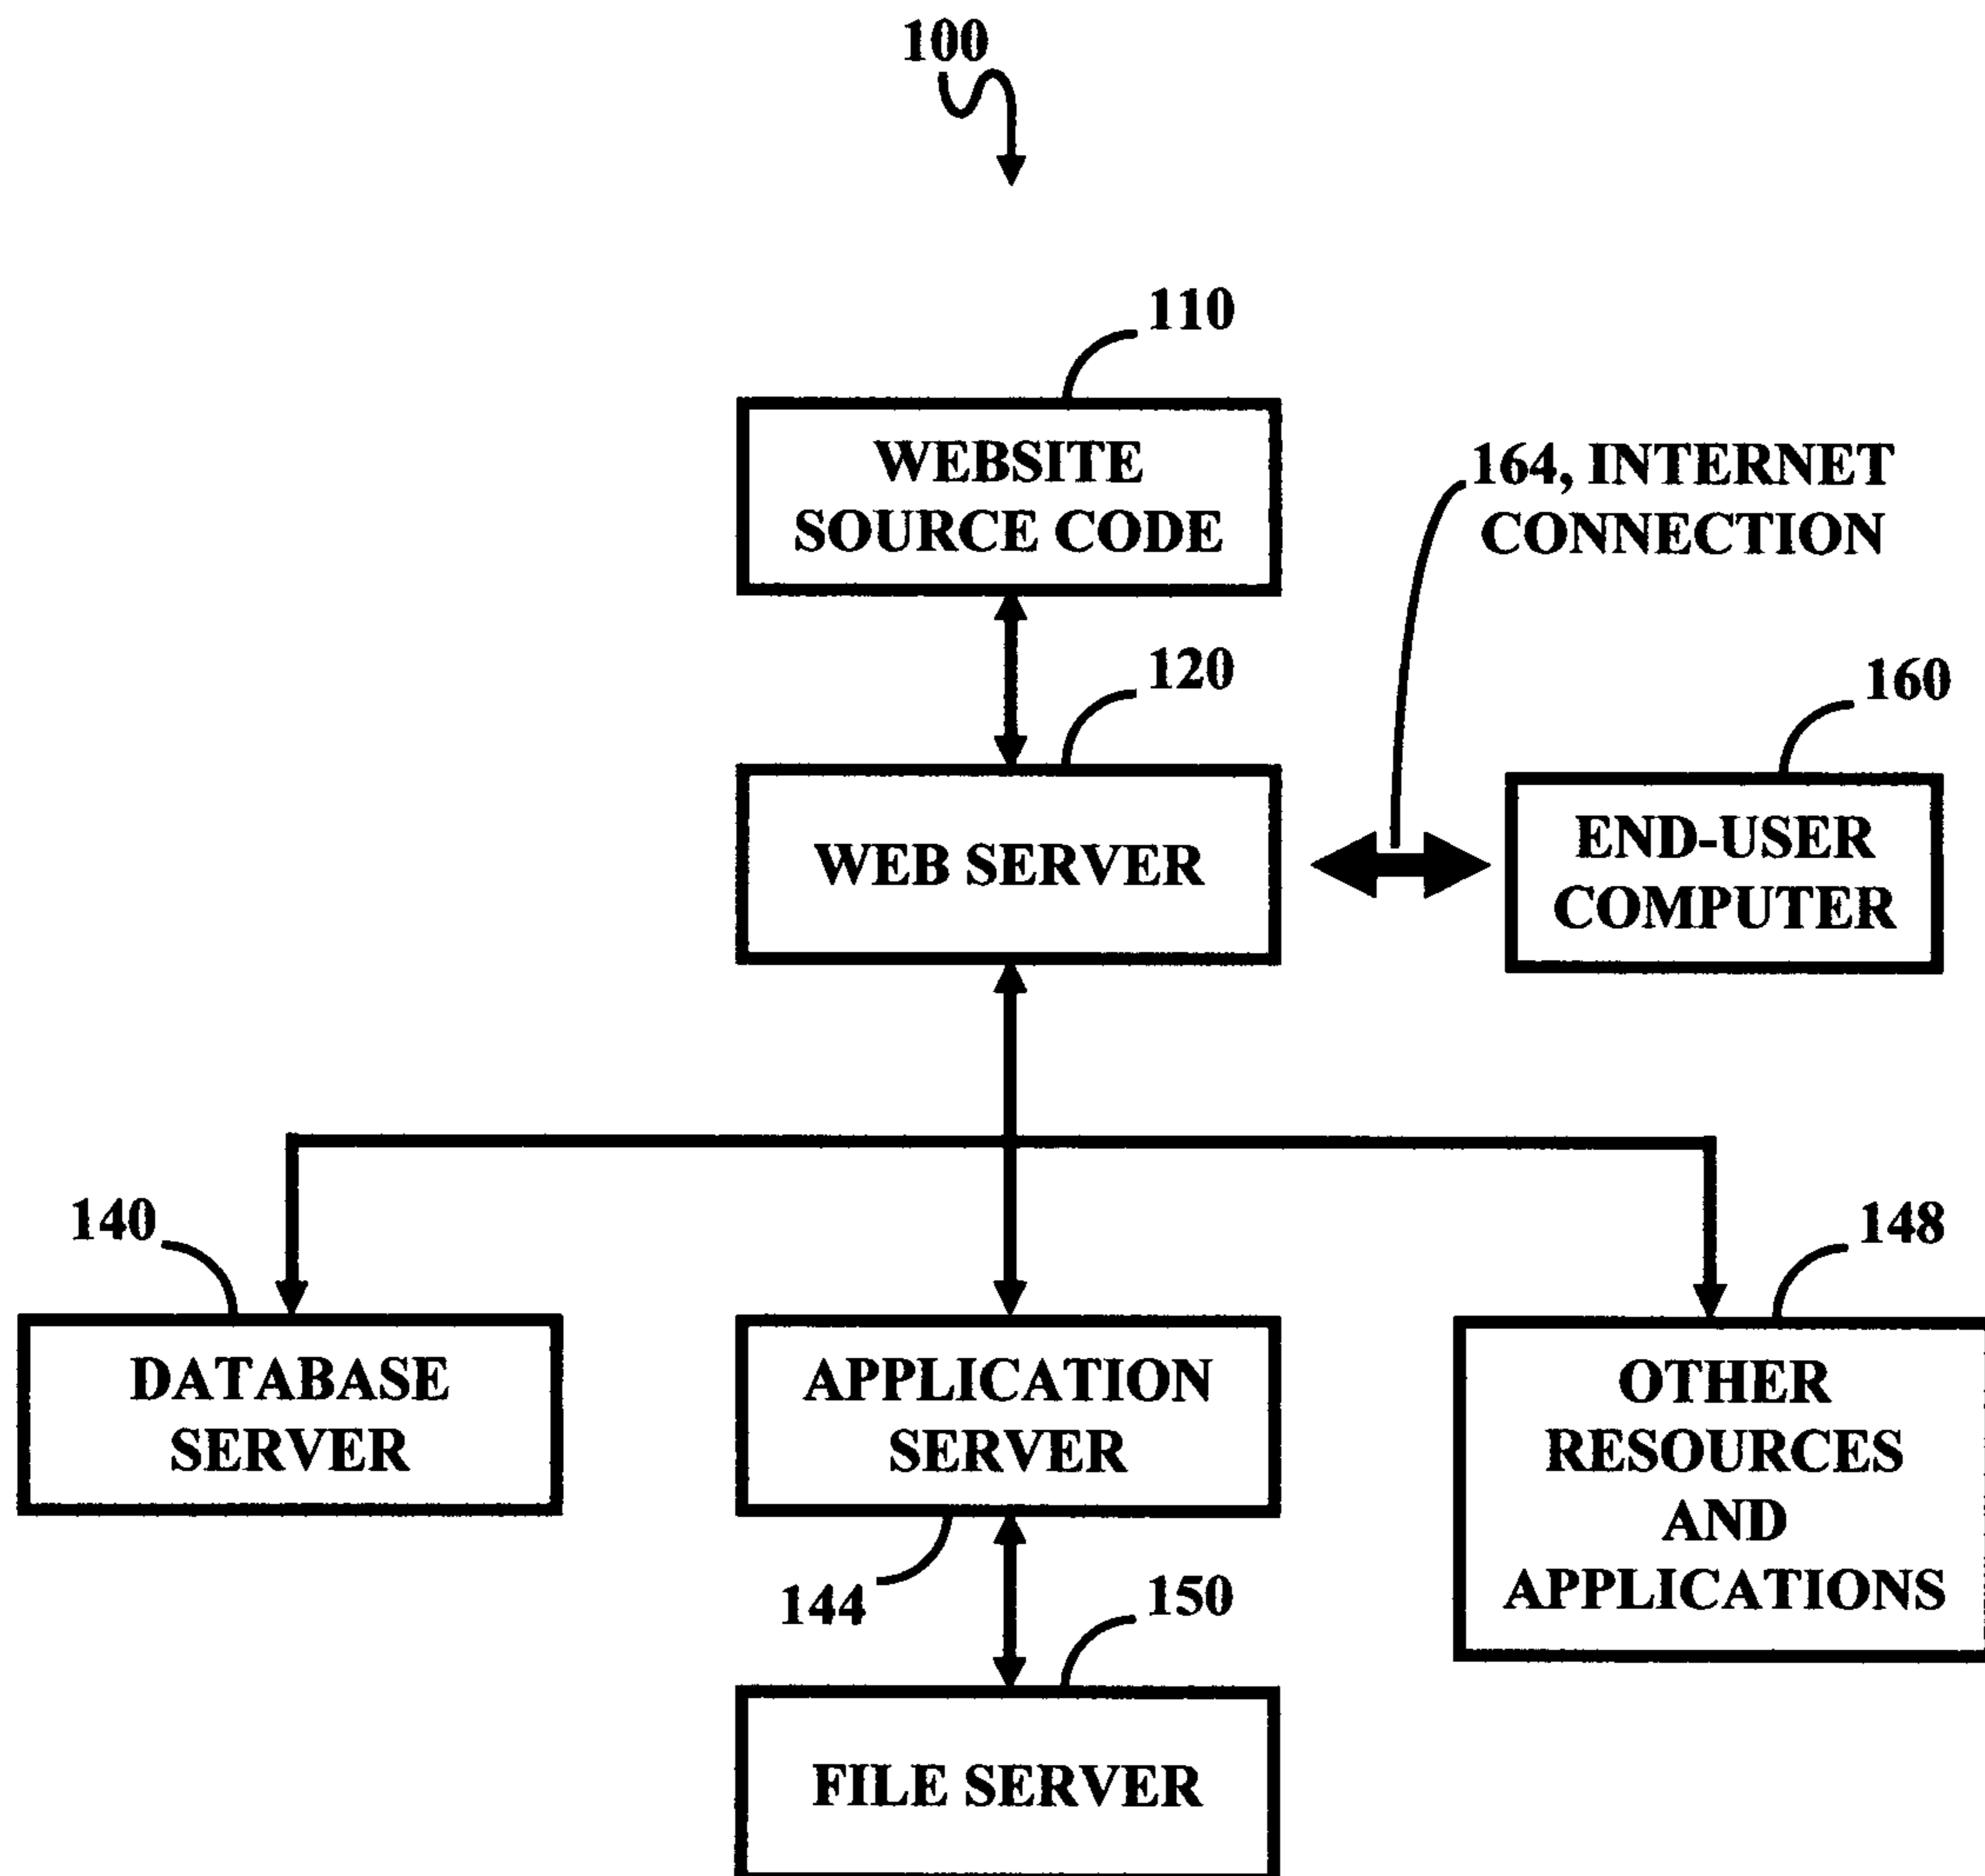 100
110
WEBSITE
SOURCE CODE
164, INTERNET
CONNECTION
120
160
WEB SERVER
END-USER
COMPUTER
140
148
DATABASE
SERVER
APPLICATION
SERVER
OTHER
RESOURCES
AND
APPLICATIONS
144
150
FILE SERVER